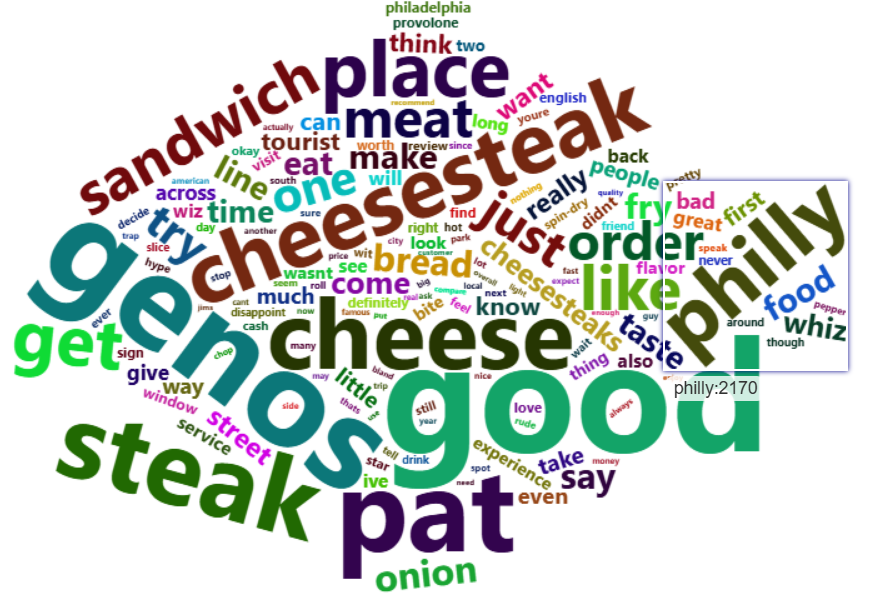 philadelphia
provolone
think two
place
sandwich
want
recommend
english
meat
cheesesteak
youre
can
long
actually
tourist
worth
review
since
make
okay
visit
eat
back
people
pretty
line
one
will
south
really
nothing
quality
american
across
bad
first
philly
wiz
time
sure
find
just
spin-dry
didnt
fry
great
friend
decide
try
day
another
right
hot
order
speak
trap
slice
city
look
park
never
genos
price
wit
customer
cheesesteaks
hype
stop
wasnt
see
bread
lot
fast
flavor
food
seem
roll
come
big
overall
expect
like
local
light
much
definitely
real
ask
compare
next
pepper
jims
cant
now
famous
put
bite
feel
know
enough
guy
around
whiz
ever
disappoint
cash
cheese
taste
though
get
sign
chop
many
wait
also
thing
give
may
bland
nice
good
philly:2170
way
little
trip
window
side
thats
use
still
love
always
street
year
rude
service
steak
tell
experience
star
drink
spot
take
money
ive
need
say
pat
even
onion